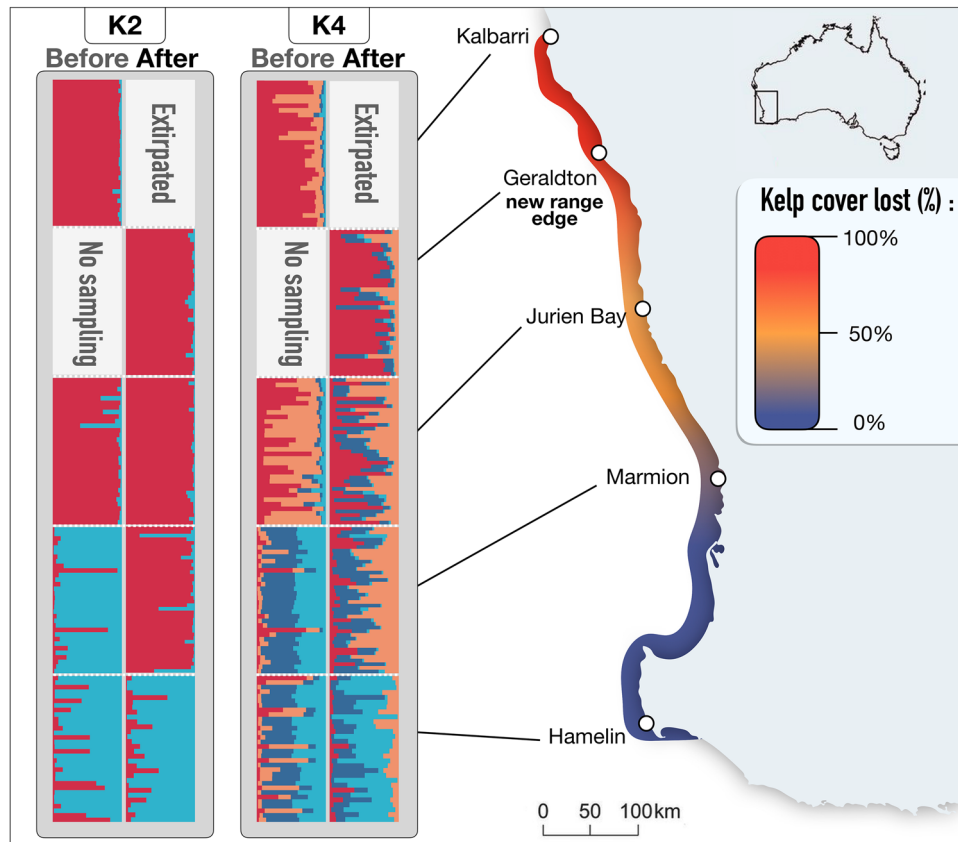 K2
K4
Before After
Before After
Extirpated
Extirpated
No sampling
No sampling
Kalbarri
Geraldton
new range
edge
Jurien Bay
Marmion
Hamelin
Kelp cover lost (%) :
100%
50%
0%
0 50 100km